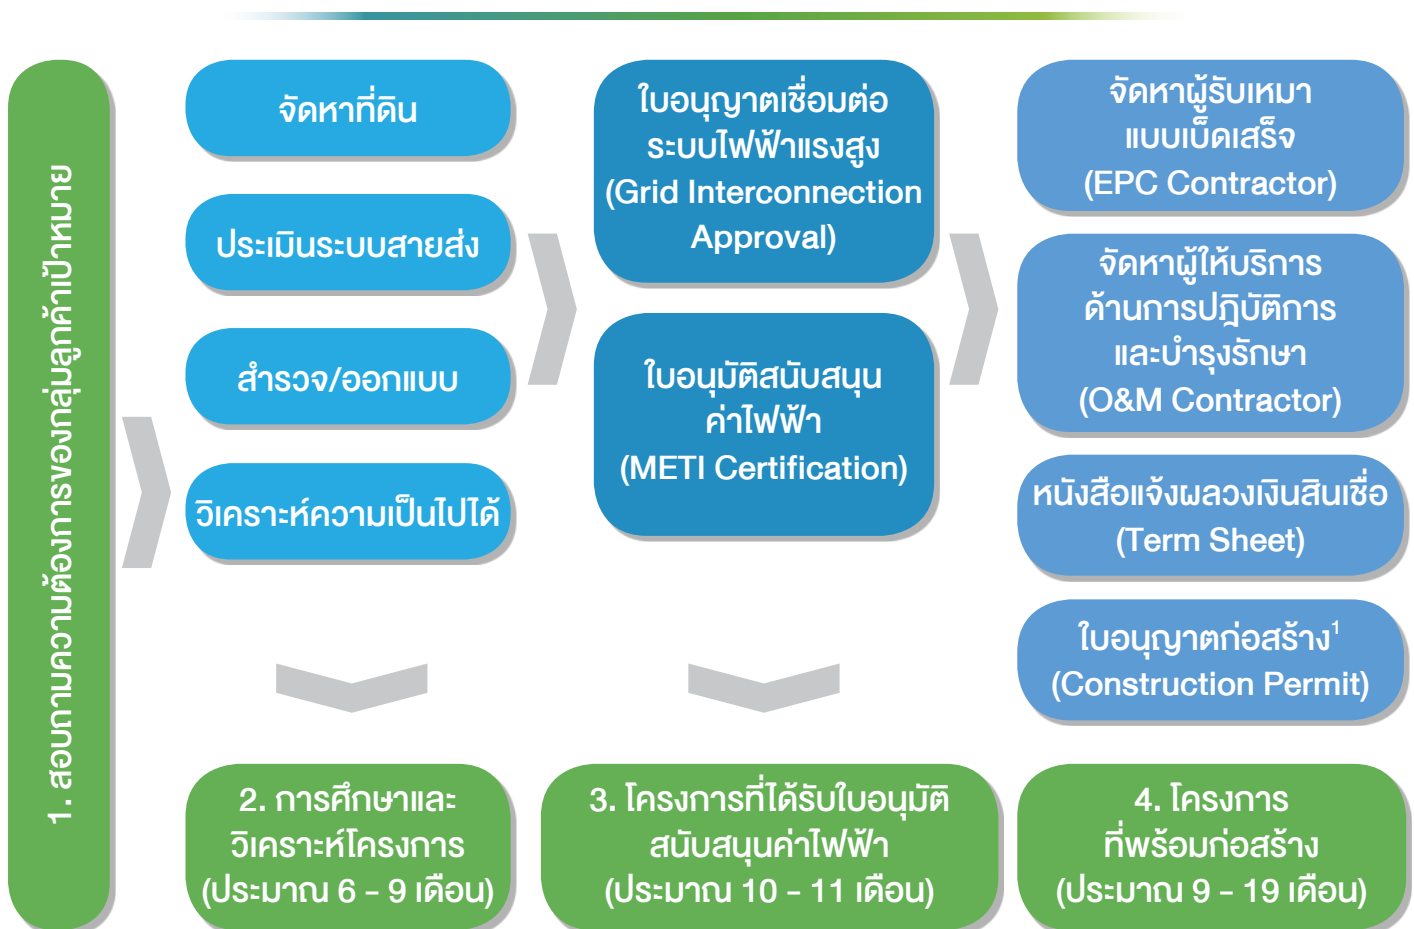 1. สอบถามความต้องการของกลุ่มลูกค้าเป้าหมาย
จัดหาที่ดิน
ประเมินระบบสายส่ง
สำรวจ/ออกแบบ
วิเคราะห์ความเป็นไปได้
ใบอนุญาตเชื่อมต่อ
ระบบไฟฟ้าแรงสูง
(Grid Interconnection
Approval)
ใบอนุมัติสนับสนุน
ค่าไฟฟ้า
(METI Certification)
จัดหาผู้รับเหมา
แบบเบ็ดเสร็จ
(EPC Contractor)
จัดหาผู้ให้บริการ
ด้านการปฎิบัติการ
และบำรุงรักษา
(O&M Contractor)
หนังสือแจ้งผลวงเงินสินเชื่อ
(Term Sheet)
ใบอนุญาตก่อสร้าง¹
(Construction Permit)
2. การศึกษาและ
วิเคราะห์โครงการ
(ประมาณ 6 - 9 เดือน)
3. โครงการที่ได้รับใบอนุมัติ
สนับสนุนค่าไฟฟ้า
(ประมาณ 10 - 11 เดือน)
4. โครงการ
ที่พร้อมก่อสร้าง
(ประมาณ 9 - 19 เดือน)